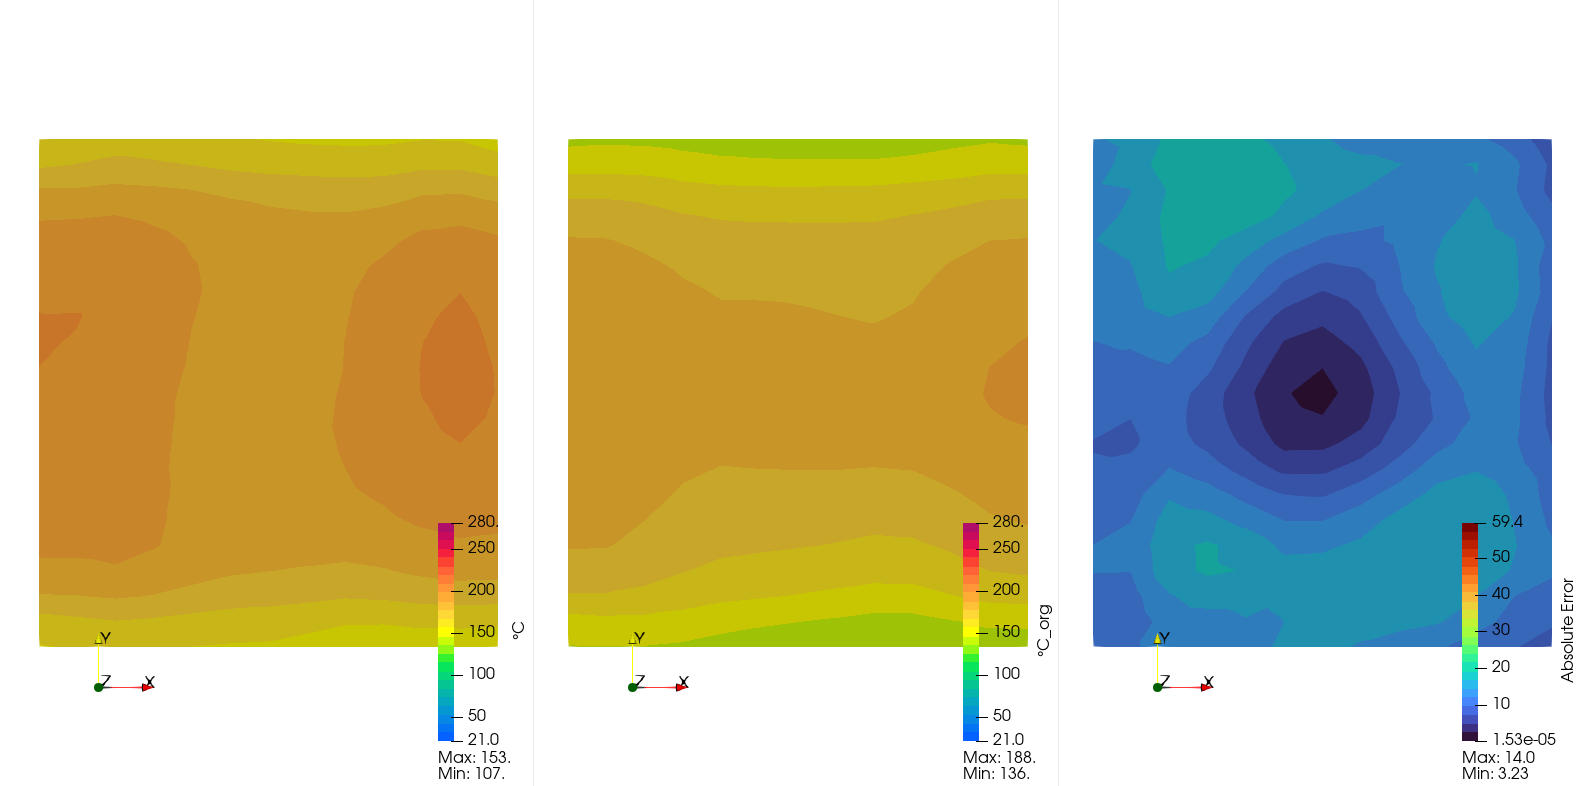 280.
250
200
150
100
50
21.0
°C
Max: 153.
Min: 107.
Y
Z
X
280.
250
200
150
100
50
21.0
°C_org
Max: 188.
Min: 136.
Y
Z
X
59.4
50
40
30
20
10
1.53e-05
Absolute Error
Max: 14.0
Min: 3.23
Y
Z
X